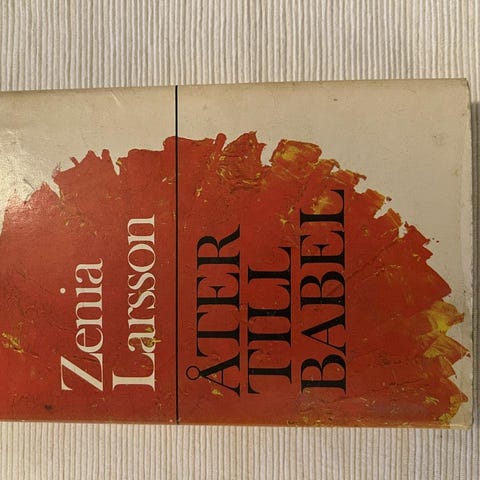 Zenia
Larsson
ÅTER
TILL
BABEL